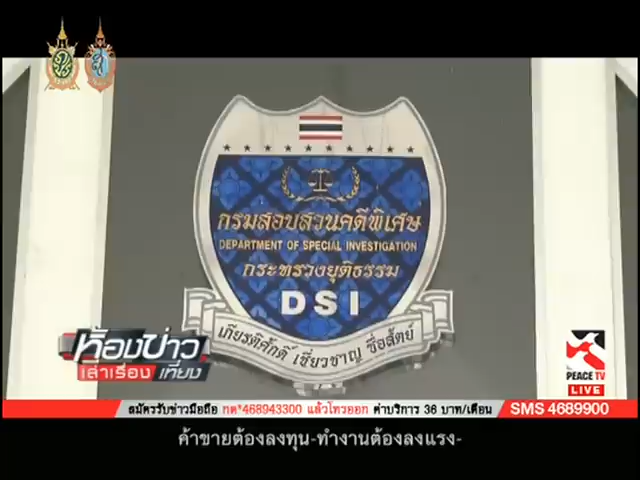 กรมสอบสวนคดีพิเศษ
DEPARTMENT OF SPECIAL INVESTIGATION
กระทรวงยุติธรรม
DSI
เกียรติศักดิ์ เชี่ยวชาญ ซื่อสัตย์
ห้องข่าว
เล่าเรื่อง เที่ยง
PEACE TV
LIVE
สมัครรับข่าวมือถือ กด*468943300 แล้วโทรออก ค่าบริการ 36 บาท/เดือน SMS 4689900
ค้าขายต้องลงทุน-ทำงานต้องลงแรง-